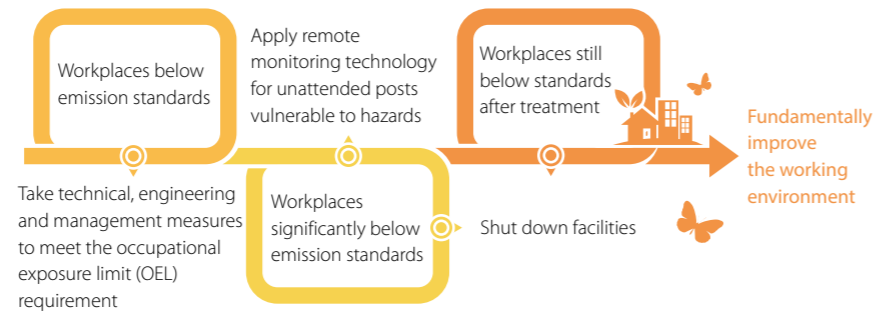 Workplaces below
emission standards
Take technical, engineering
and management measures
to meet the occupational
exposure limit (OEL)
requirement
Apply remote
monitoring technology
for unattended posts
vulnerable to hazards
Workplaces
significantly below
emission standards
Workplaces still
below standards
after treatment
Shut down facilities
Fundamentally
improve
the working
environment